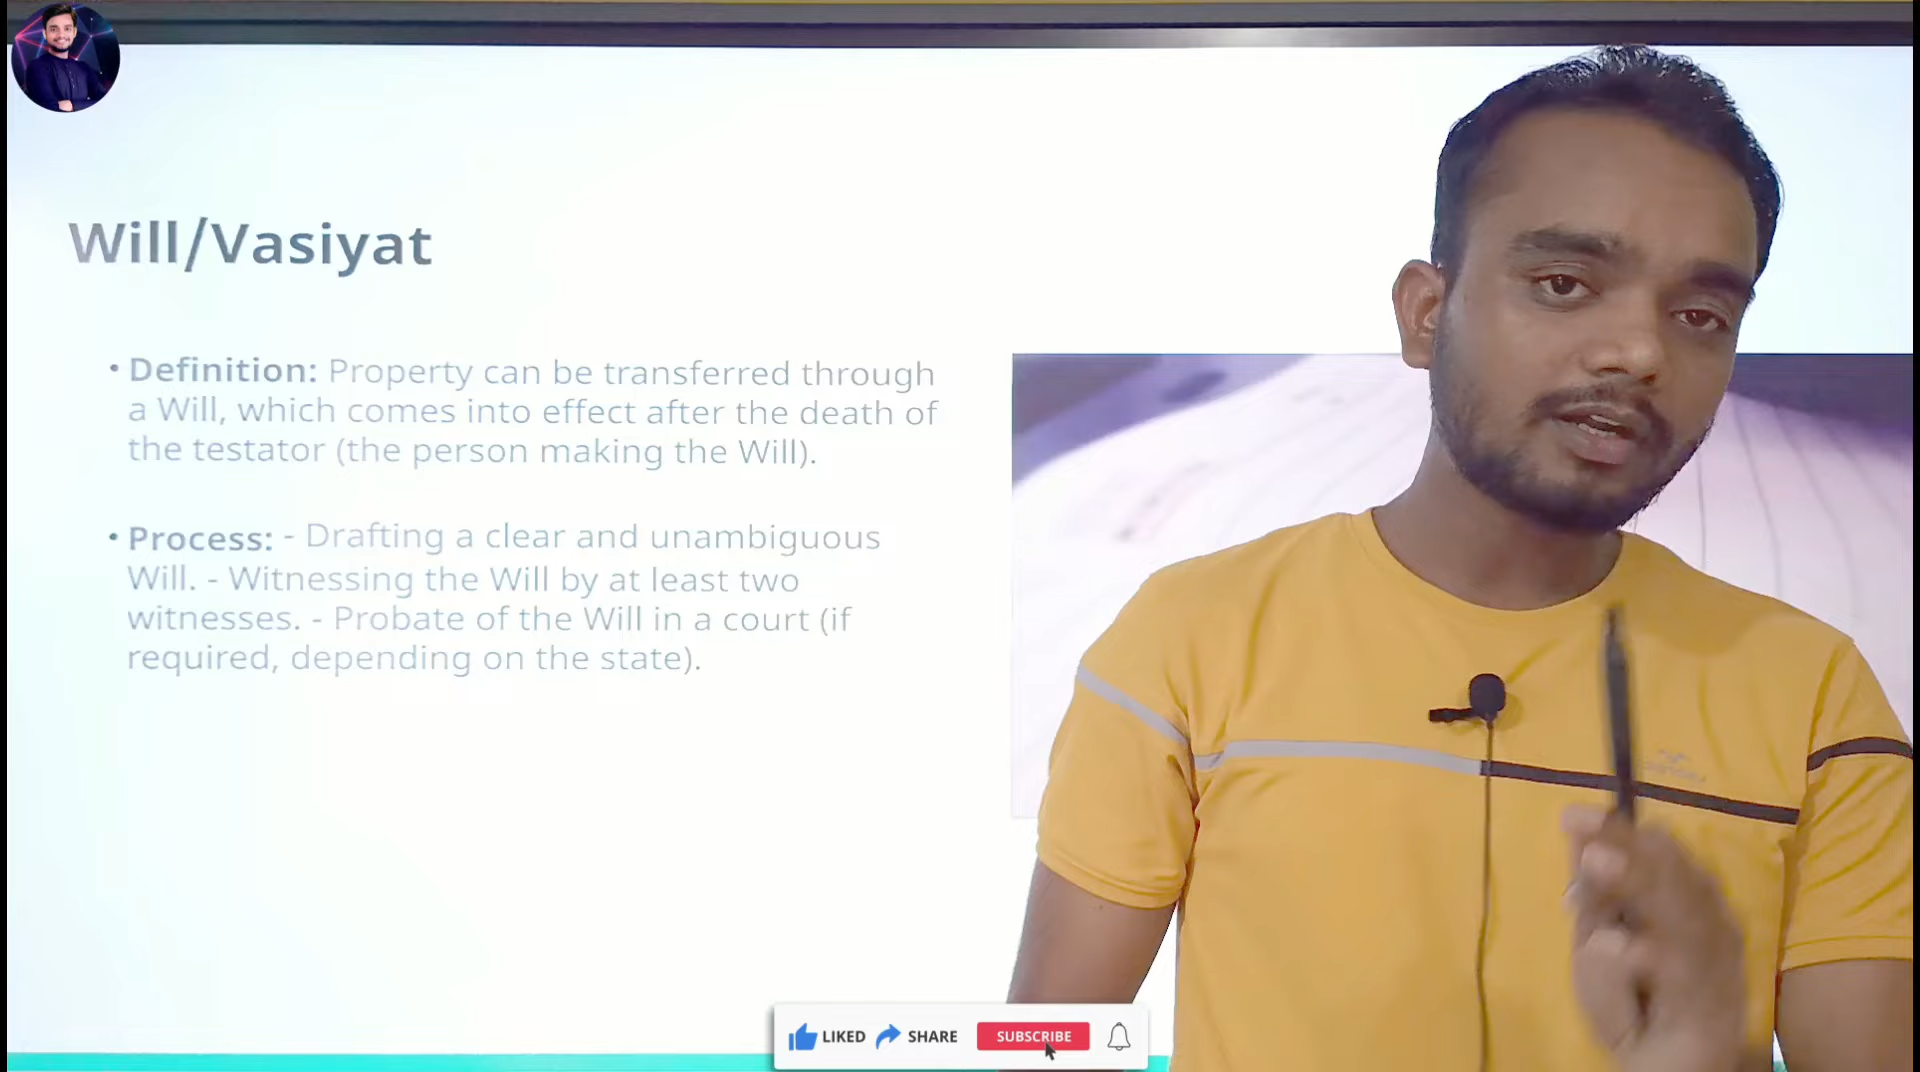 Will/Vasiyat
• Definition: Property can be transferred through
a Will, which comes into effect after the death of
the testator (the person making the Will).
• Process: - Drafting a clear and unambiguous
Will. - Witnessing the Will by at least two
witnesses. - Probate of the Will in a court (if
required, depending on the state).
LIKED SHARE SUBSCRIBE